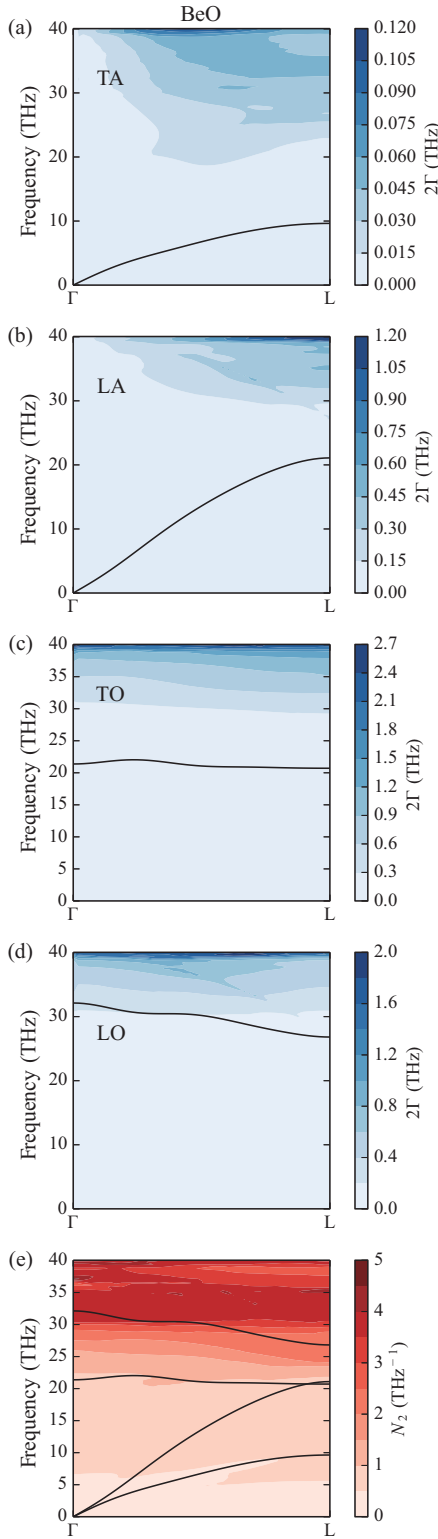 BeO
(a)
TA
Frequency (THz)
40
30
20
10
0
Γ
L
0.120
0.105
0.090
0.075
0.060
0.045
0.030
0.015
0.000
2Γ (THz)
(b)
LA
Frequency (THz)
40
30
20
10
0
Γ
L
1.20
1.05
0.90
0.75
0.60
0.45
0.30
0.15
0.00
2Γ (THz)
(c)
TO
Frequency (THz)
40
35
30
25
20
15
10
5
0
Γ
L
2.7
2.4
2.1
1.8
1.5
1.2
0.9
0.6
0.3
0.0
2Γ (THz)
(d)
LO
Frequency (THz)
40
30
20
10
0
Γ
L
2.0
1.6
1.2
0.8
0.4
0.0
2Γ (THz)
(e)
Frequency (THz)
40
35
30
25
20
15
10
5
0
Γ
L
5
4
3
2
1
0
N₂ (THz⁻¹)